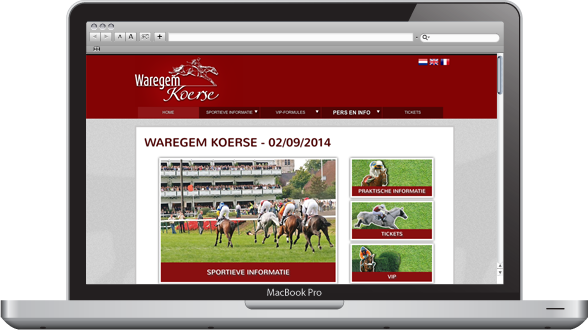 A A
Waregem
Koerse
HOME SPORTIEVE INFORMATIE VIP-FORMULES PERS EN INFO TICKETS
WAREGEM KOERSE - 02/09/2014
PRAKTISCHE INFORMATIE
TICKETS
SPORTIEVE INFORMATIE
VIP
MacBook Pro